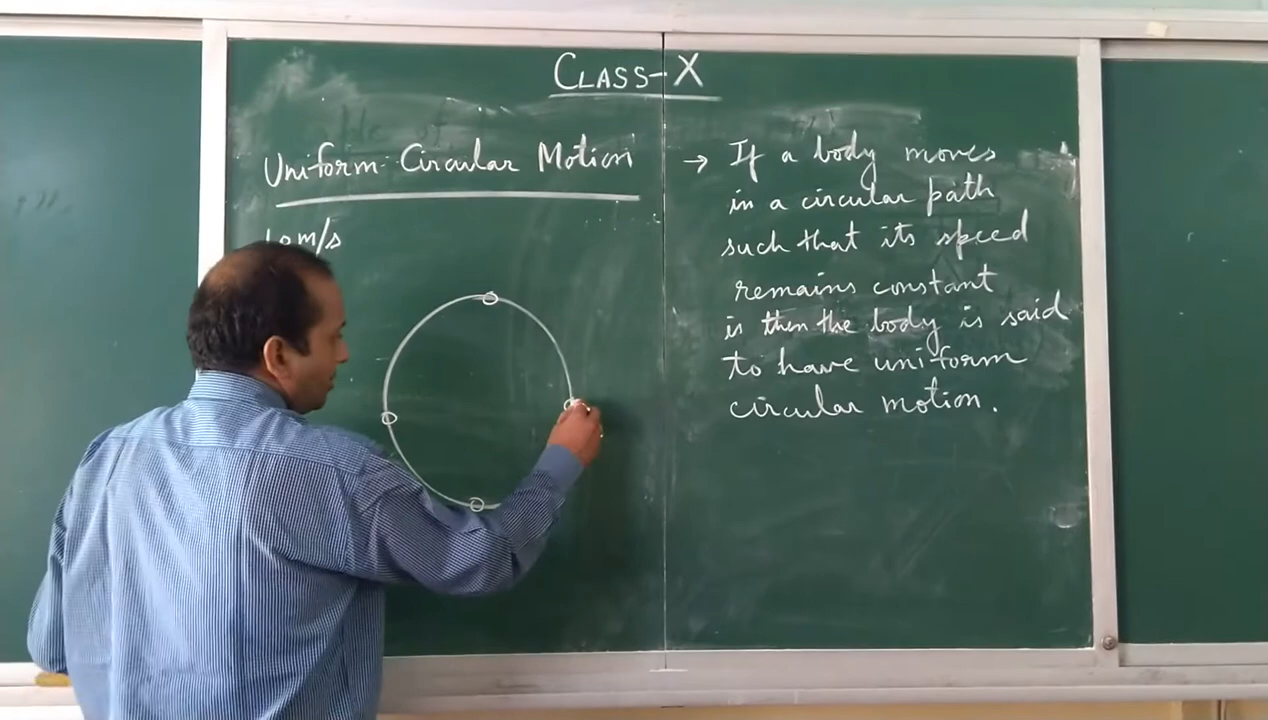 CLASS-X
Uniform Circular Motion
10 m/s
→ If a body moves
in a circular path
such that its speed
remains constant
is then the body is said
to have uniform
circular motion.